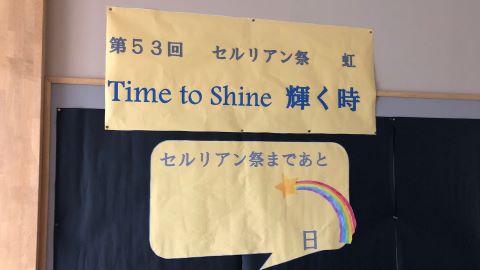 第５３回　セルリアン祭　虹
Time to Shine 輝く時
セルリアン祭まであと
日